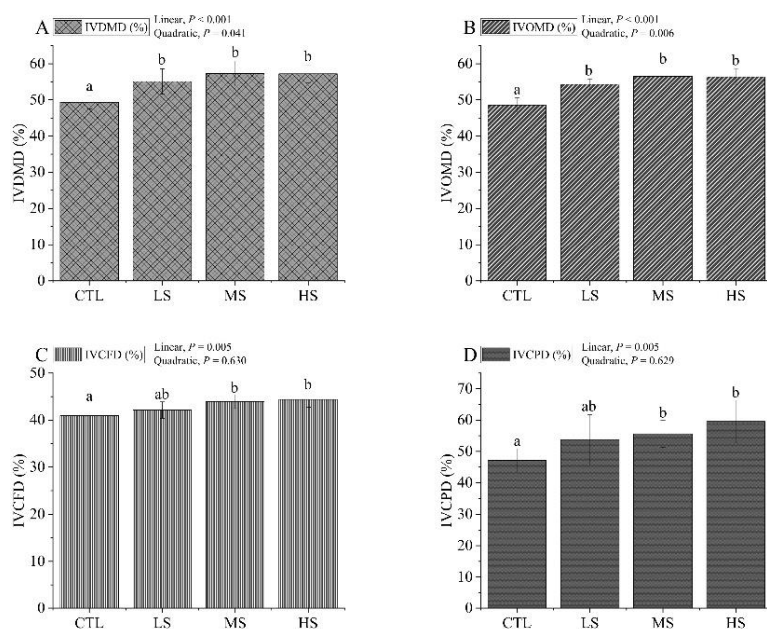 A
IVDMD (%)
Linear, P < 0.001
Quadratic, P = 0.041
IVDMD (%)
60
50
40
30
20
10
0
a
b
b
b
CTL
LS
MS
HS
B
IVOMD (%)
Linear, P < 0.001
Quadratic, P = 0.006
IVOMD (%)
60
50
40
30
20
10
0
a
b
b
b
CTL
LS
MS
HS
C
IVCFD (%)
Linear, P = 0.005
Quadratic, P = 0.630
IVCFD (%)
50
40
30
40
10
0
a
ab
b
b
CTL
LS
MS
HS
D
IVCPD (%)
Linear, P = 0.005
Quadratic, P = 0.629
IVCPD (%)
70
60
50
40
30
20
10
0
a
ab
b
b
CTL
LS
MS
HS